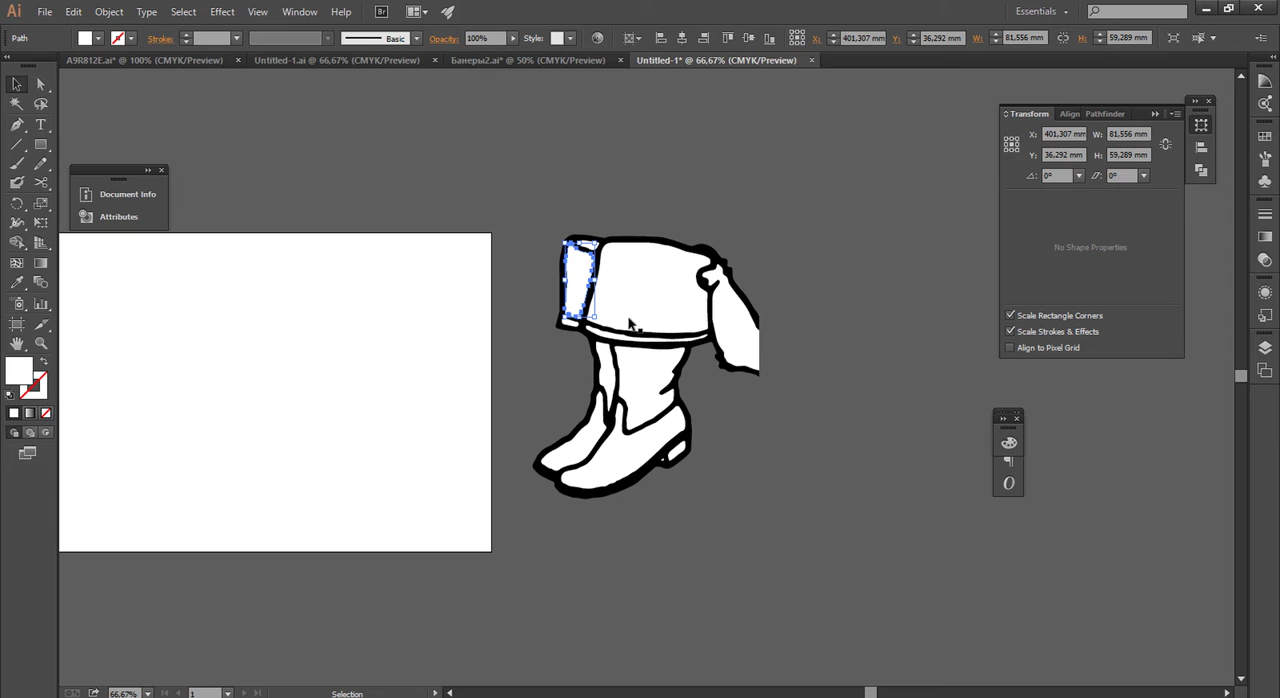 Ai File Edit Object Type Select Effect View Window Help Br Essentials
Path Stroke: Basic Opacity: 100% Style: X: 401,307 mm Y: 36,292 mm W: 81,556 mm H: 59,289 mm
A9R812E.ai* @ 100% (CMYK/Preview) Untitled-1.ai @ 66,67% (CMYK/Preview) Банеры2.ai* @ 50% (CMYK/Preview) Untitled-1* @ 66,67% (CMYK/Preview)
Transform Align Pathfinder
X: 401,307 mm W: 81,556 mm
Y: 36,292 mm H: 59,289 mm
0° 0°
Document Info
Attributes
No Shape Properties
Scale Rectangle Corners
Scale Strokes & Effects
Align to Pixel Grid
66,67% 1 Selection